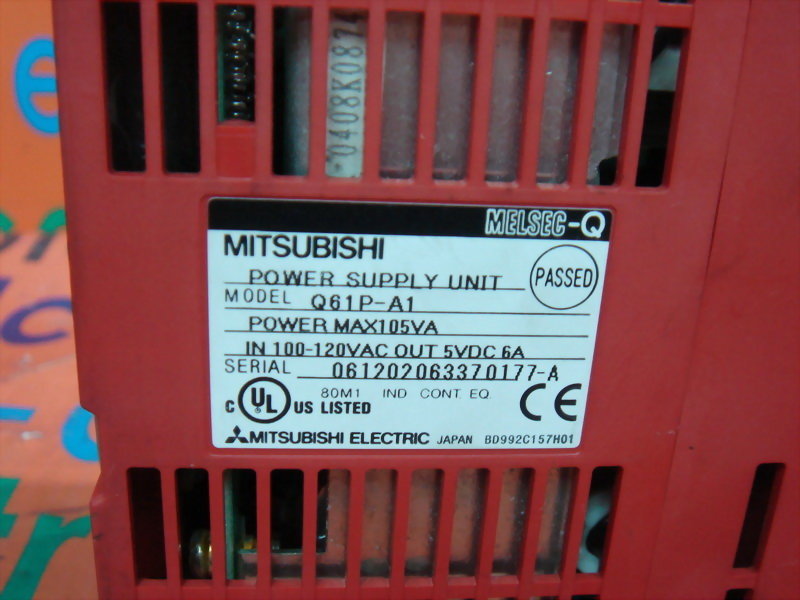 0408K087
MELSEC-Q
MITSUBISHI
POWER SUPPLY UNIT
PASSED
MODEL Q61P-A1
POWER MAX105VA
IN 100-120VAC OUT 5VDC 6A
SERIAL 061202063370177-A
C UL US LISTED 80M1 IND CONT. EQ. CE
MITSUBISHI ELECTRIC JAPAN BD992C157H01